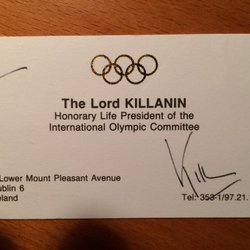 The Lord KILLANIN
Honorary Life President of the
International Olympic Committee
Lower Mount Pleasant Avenue
ublin 6
eland
Tel: 353-1/97.21.